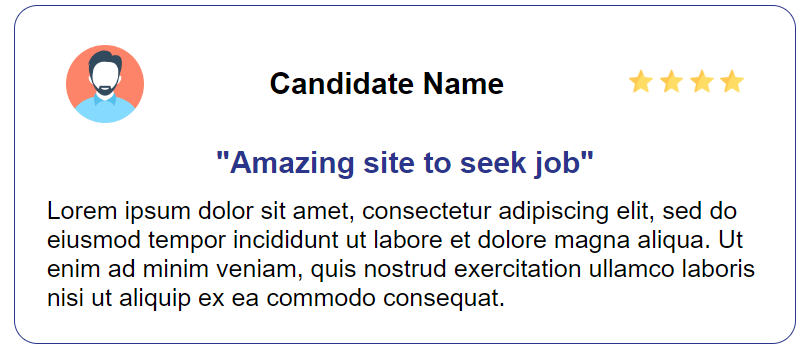 Candidate Name
"Amazing site to seek job"
Lorem ipsum dolor sit amet, consectetur adipiscing elit, sed do
eiusmod tempor incididunt ut labore et dolore magna aliqua. Ut
enim ad minim veniam, quis nostrud exercitation ullamco laboris
nisi ut aliquip ex ea commodo consequat.